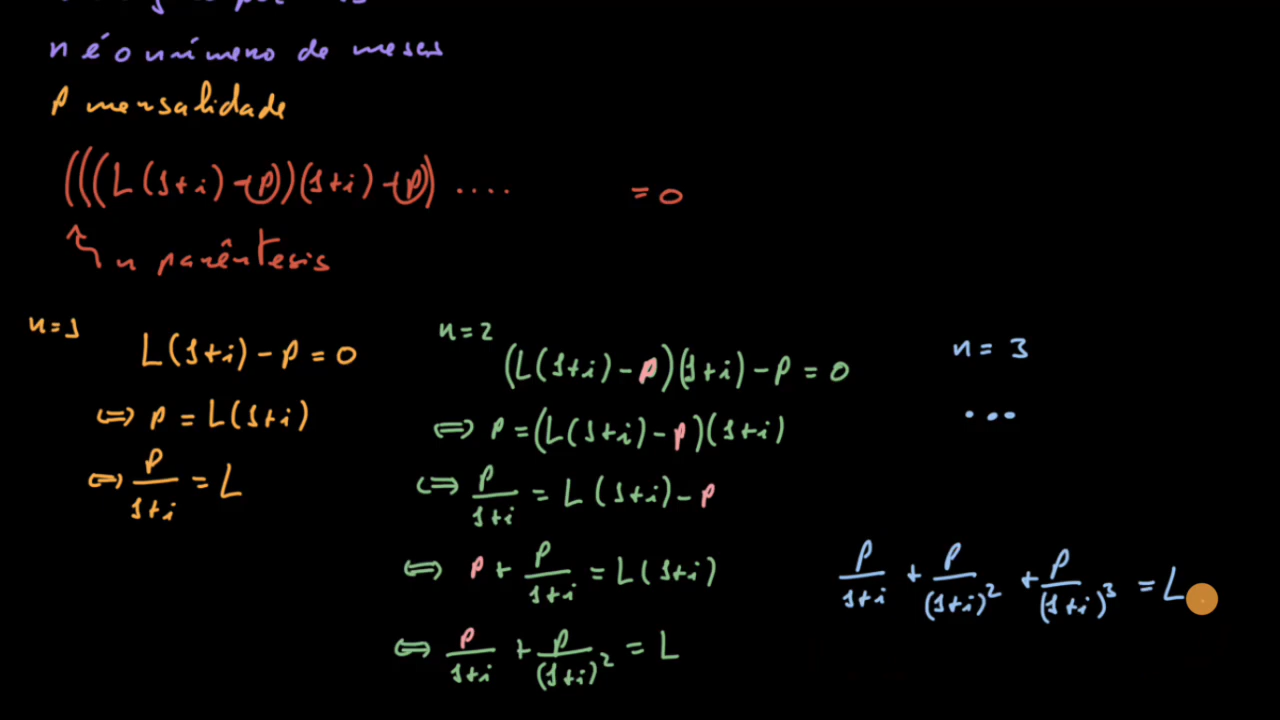 n é o número de meses
p mensalidade
(((L(1+i)-p))(1+i)-p) .... = 0
n parêntesis
n=1
L(1+i) - p = 0
⇔ p = L(1+i)
⇔ p/(1+i) = L
n=2
(L(1+i) - p)(1+i) - p = 0
⇔ p = (L(1+i) - p)(1+i)
⇔ p/(1+i) = L(1+i) - p
⇔ p + p/(1+i) = L(1+i)
⇔ p/(1+i) + p/(1+i)² = L
n = 3
...
p/(1+i) + p/(1+i)² + p/(1+i)³ = L